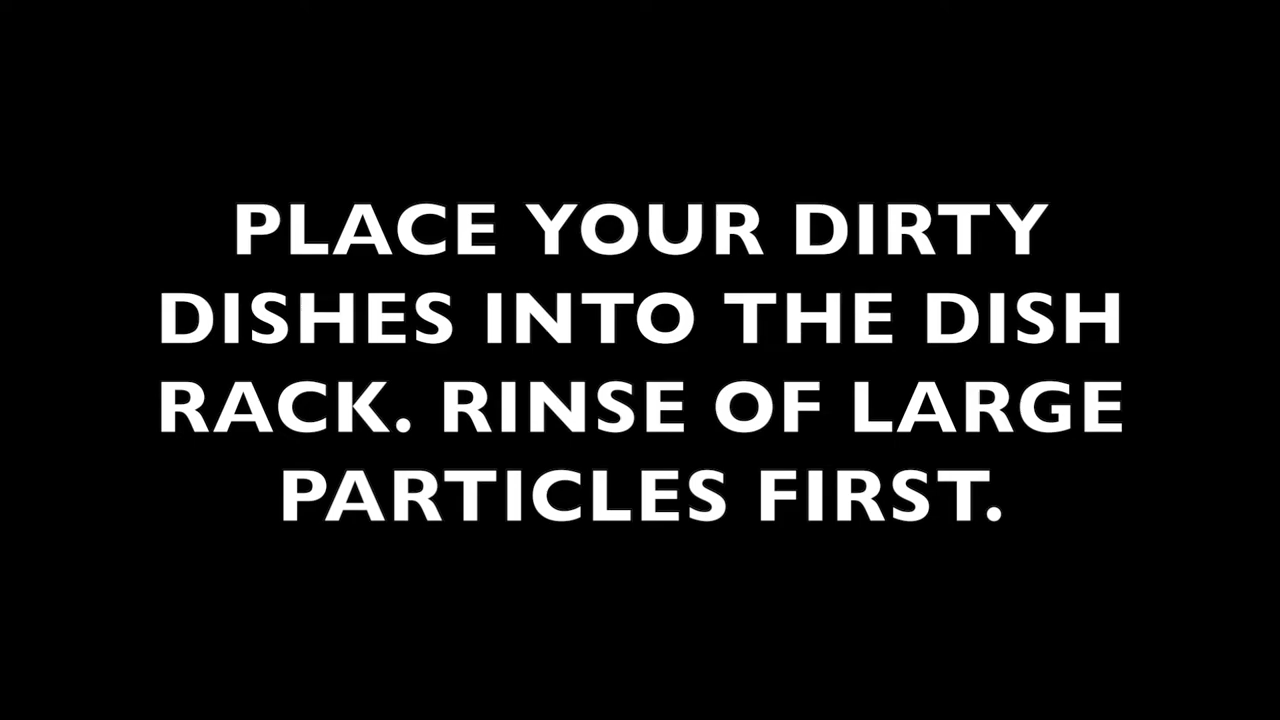 PLACE YOUR DIRTY
DISHES INTO THE DISH
RACK. RINSE OF LARGE
PARTICLES FIRST.